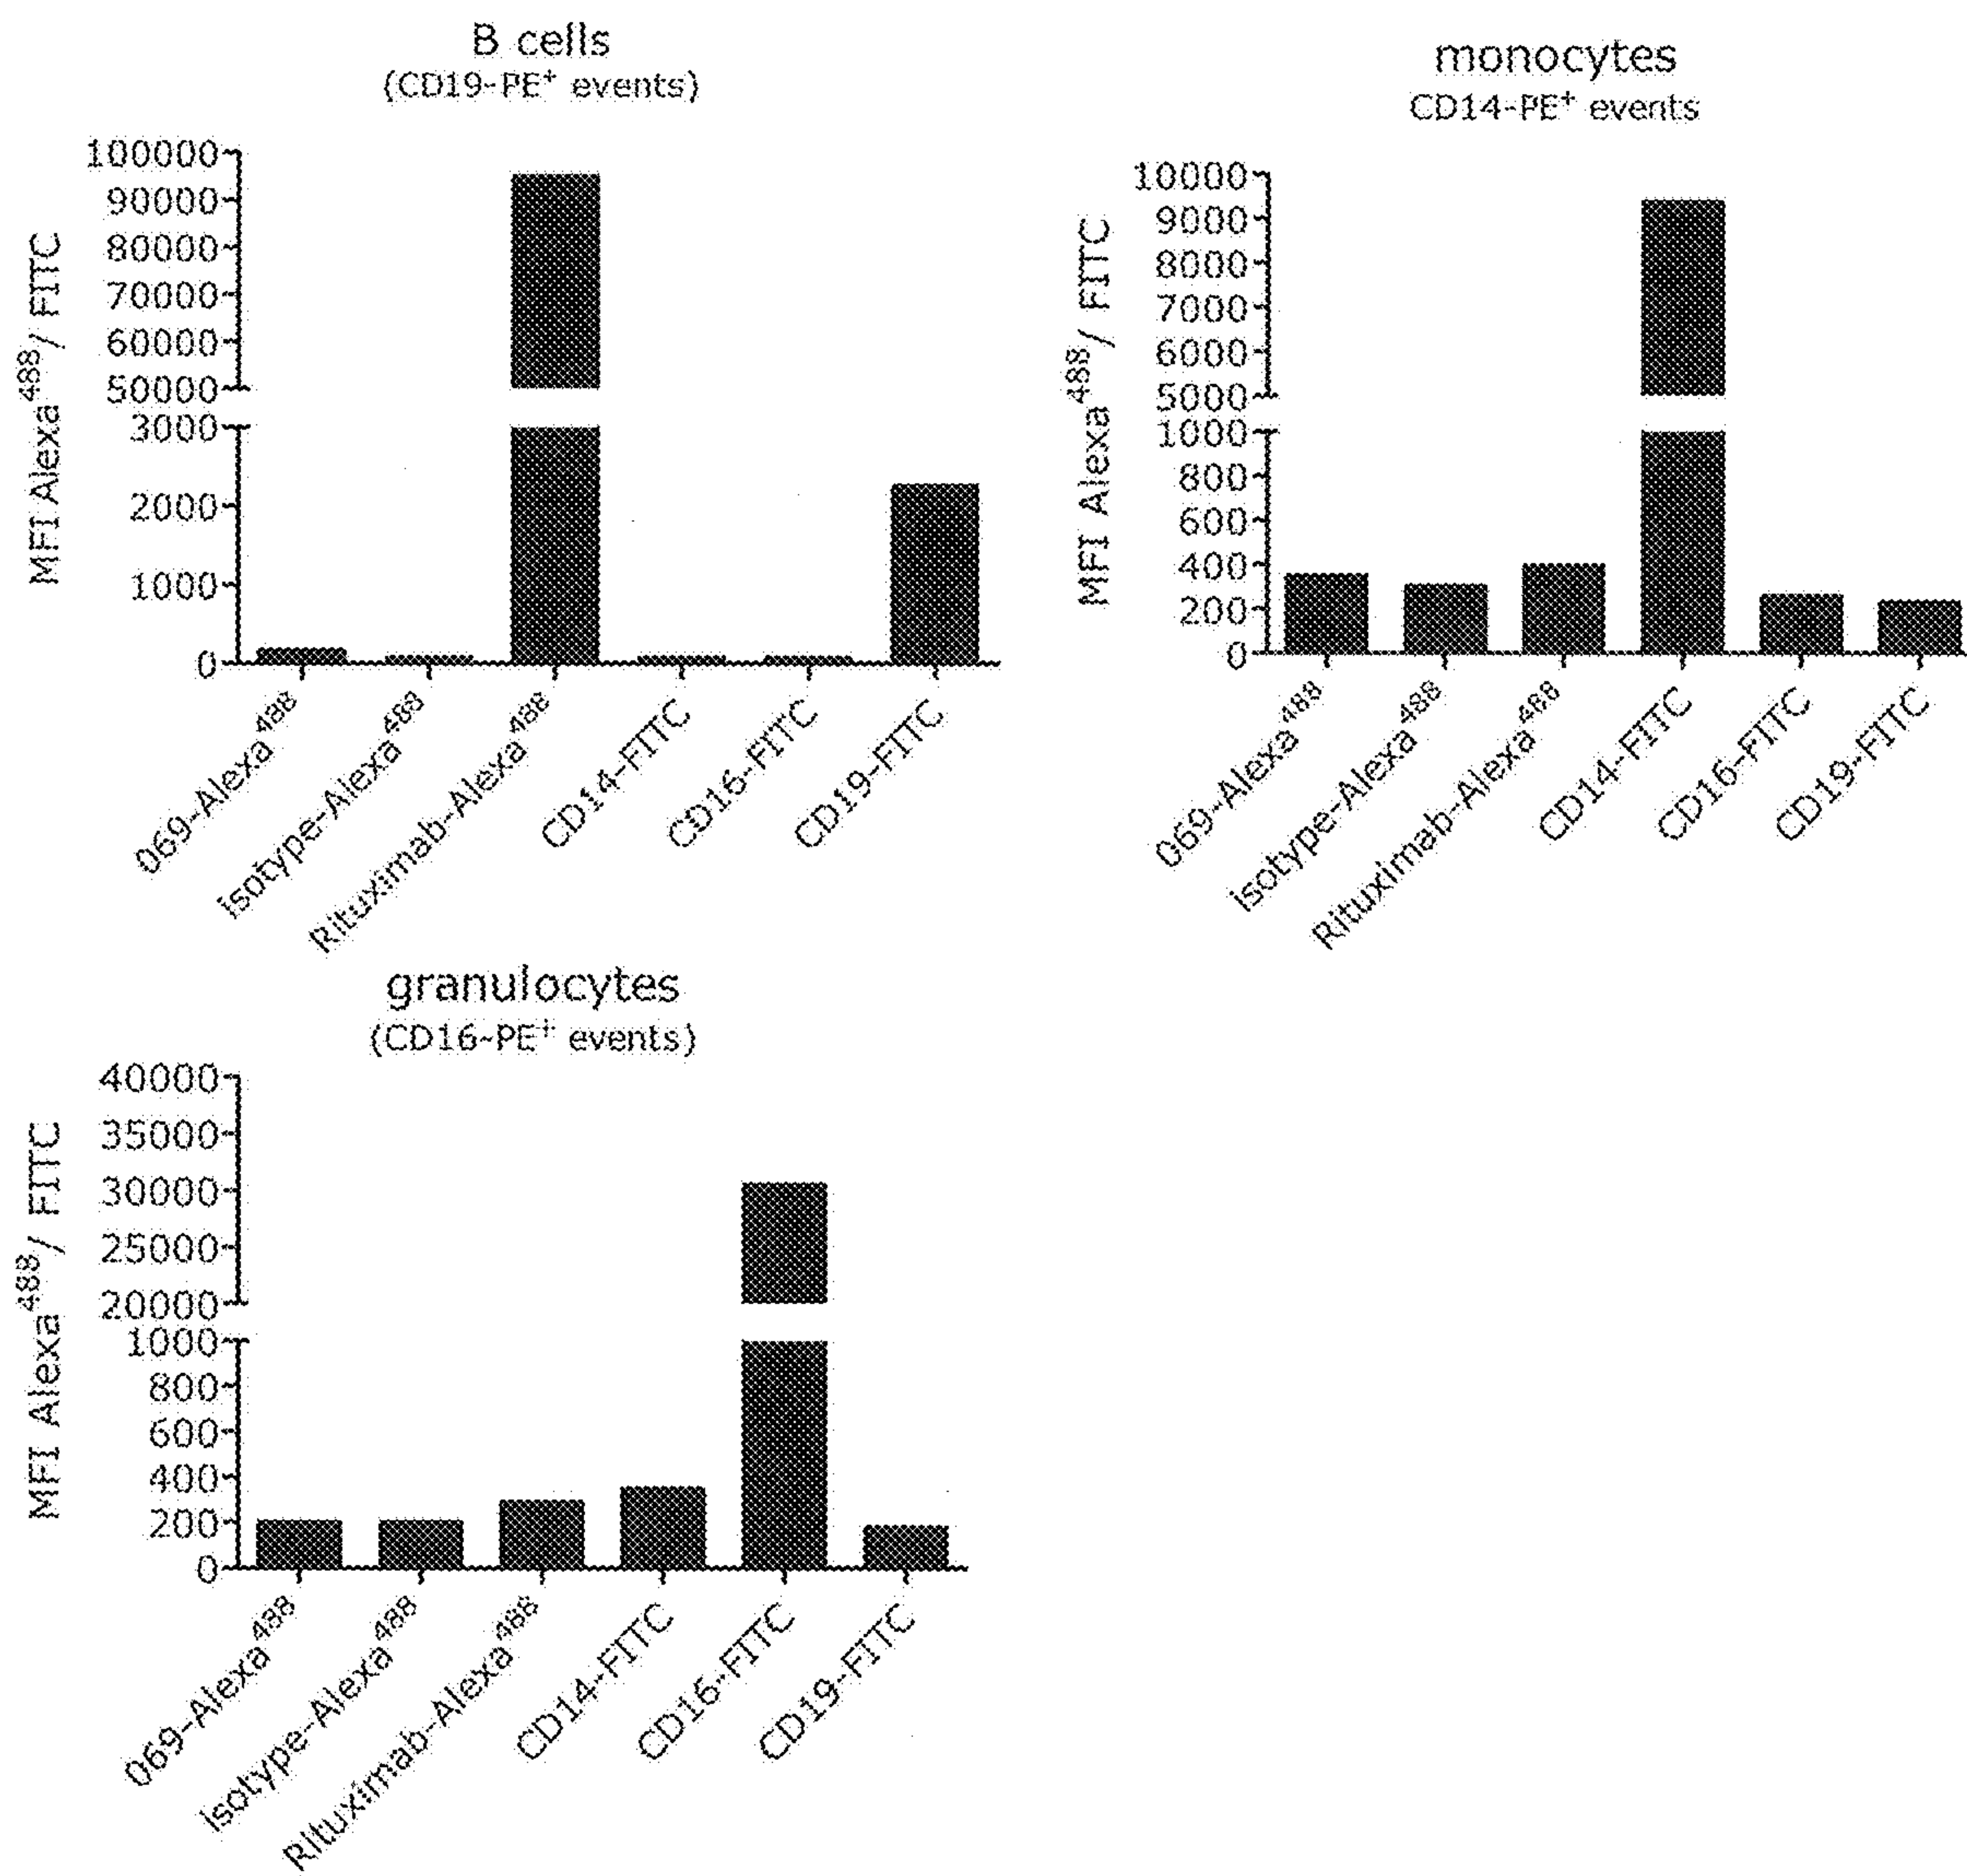 B cells
(CD19-PE⁺ events)
MFI Alexa⁴⁸⁸/ FITC
100000
90000
80000
70000
60000
50000
3000
2000
1000
0
069-Alexa⁴⁸⁸
isotype-Alexa⁴⁸⁸
Rituximab-Alexa⁴⁸⁸
CD14-FITC
CD16-FITC
CD19-FITC
monocytes
CD14-PE⁺ events
MFI Alexa⁴⁸⁸/ FITC
10000
9000
8000
7000
6000
5000
1000
800
600
400
200
0
069-Alexa⁴⁸⁸
isotype-Alexa⁴⁸⁸
Rituximab-Alexa⁴⁸⁸
CD14-FITC
CD16-FITC
CD19-FITC
granulocytes
(CD16-PE⁺ events)
MFI Alexa⁴⁸⁸/ FITC
40000
35000
30000
25000
20000
1000
800
600
400
200
0
069-Alexa⁴⁸⁸
isotype-Alexa⁴⁸⁸
Rituximab-Alexa⁴⁸⁸
CD14-FITC
CD16-FITC
CD19-FITC